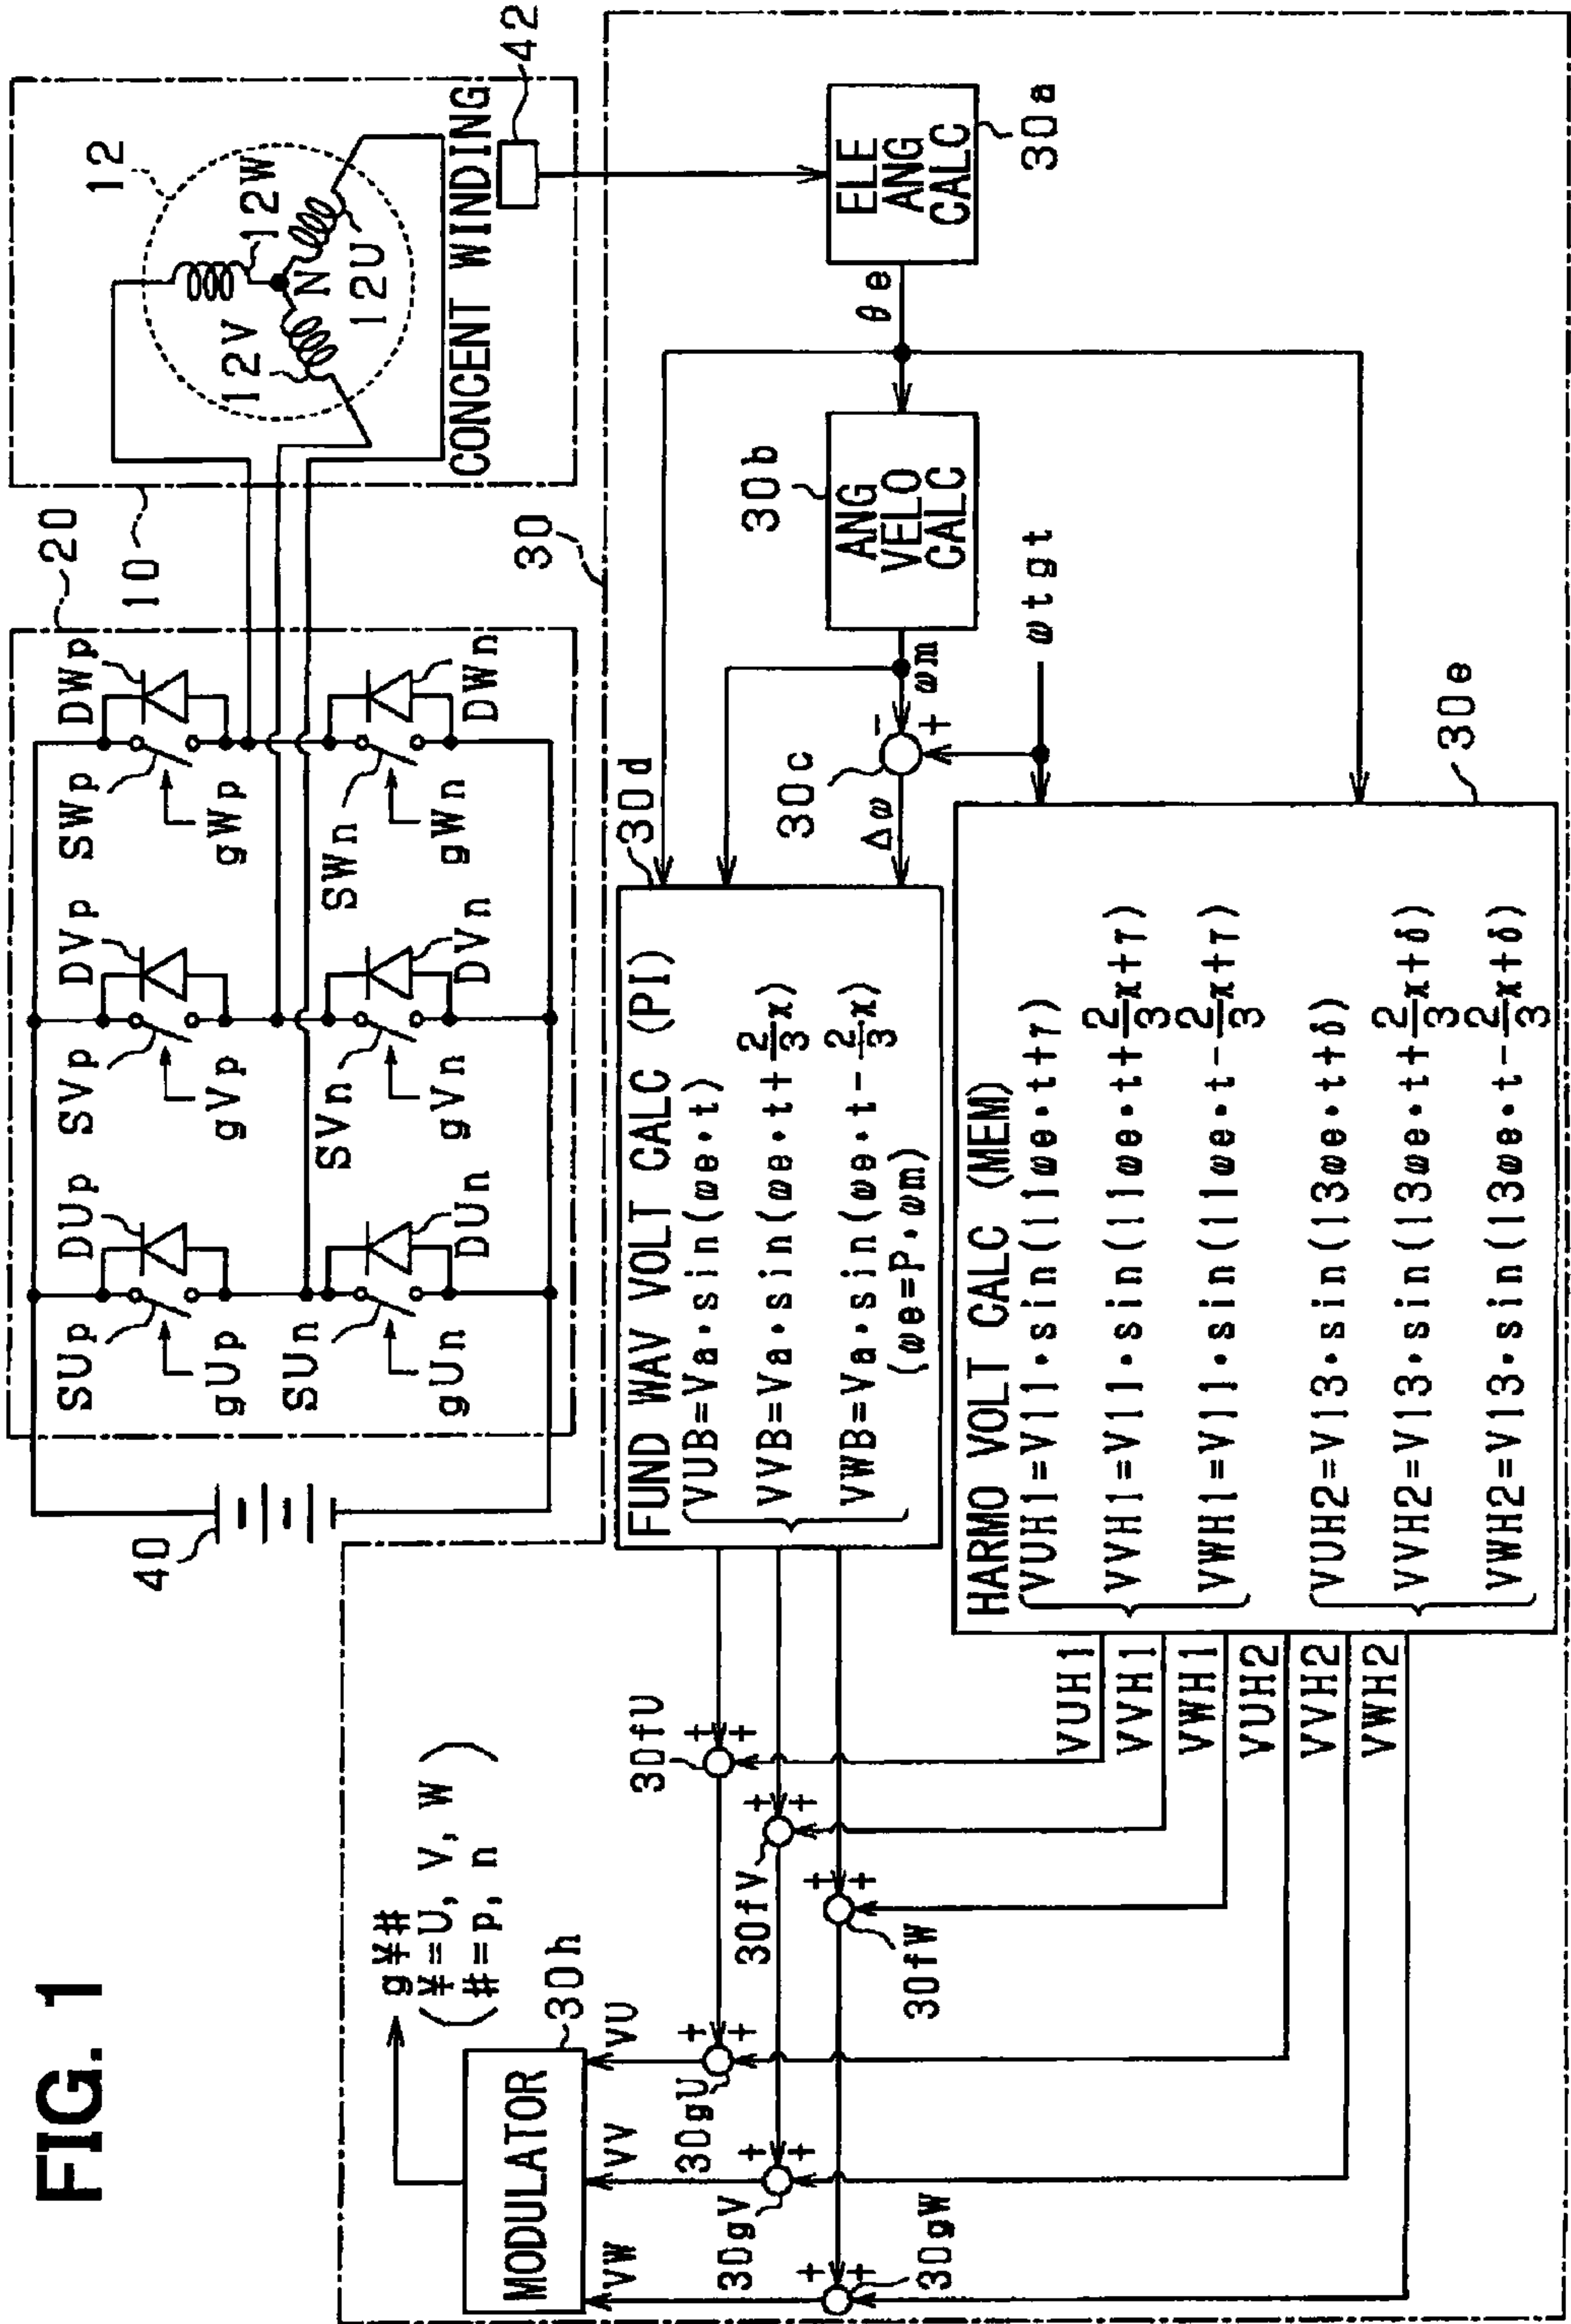 FIG. 1
40
20
10
12
42
30
SUp
DUp
SVp
DVp
SWp
DWp
gUp
gVp
gWp
SUn
DUn
SVn
DVn
SWn
DWn
gUn
gVn
gWn
12V
12W
N
12U
CONCENT WINDING
g¥#
(¥=U, V, W)
(#=p, n)
MODULATOR
30h
VW
VV
VU
30gW
30gV
30gU
30fW
30fV
30fU
+
+
+
+
+
+
+
+
+
+
+
+
30d
FUND WAV VOLT CALC (PI)
VUB=Va·sin(ωe·t)
VVB=Va·sin(ωe·t+2/3π)
VWB=Va·sin(ωe·t-2/3π)
(ωe=P·ωm)
Δω
30c
-
+
ωm
30b
ANG
VELO
CALC
θe
ELE
ANG
CALC
30a
ωtgt
30e
HARMO VOLT CALC (MEM)
VUH1=V11·sin(11ωe·t+γ)
VVH1=V11·sin(11ωe·t+2/3π+γ)
VWH1=V11·sin(11ωe·t-2/3π+γ)
VUH2=V13·sin(13ωe·t+δ)
VVH2=V13·sin(13ωe·t+2/3π+δ)
VWH2=V13·sin(13ωe·t-2/3π+δ)
VUH1
VVH1
VWH1
VUH2
VVH2
VWH2